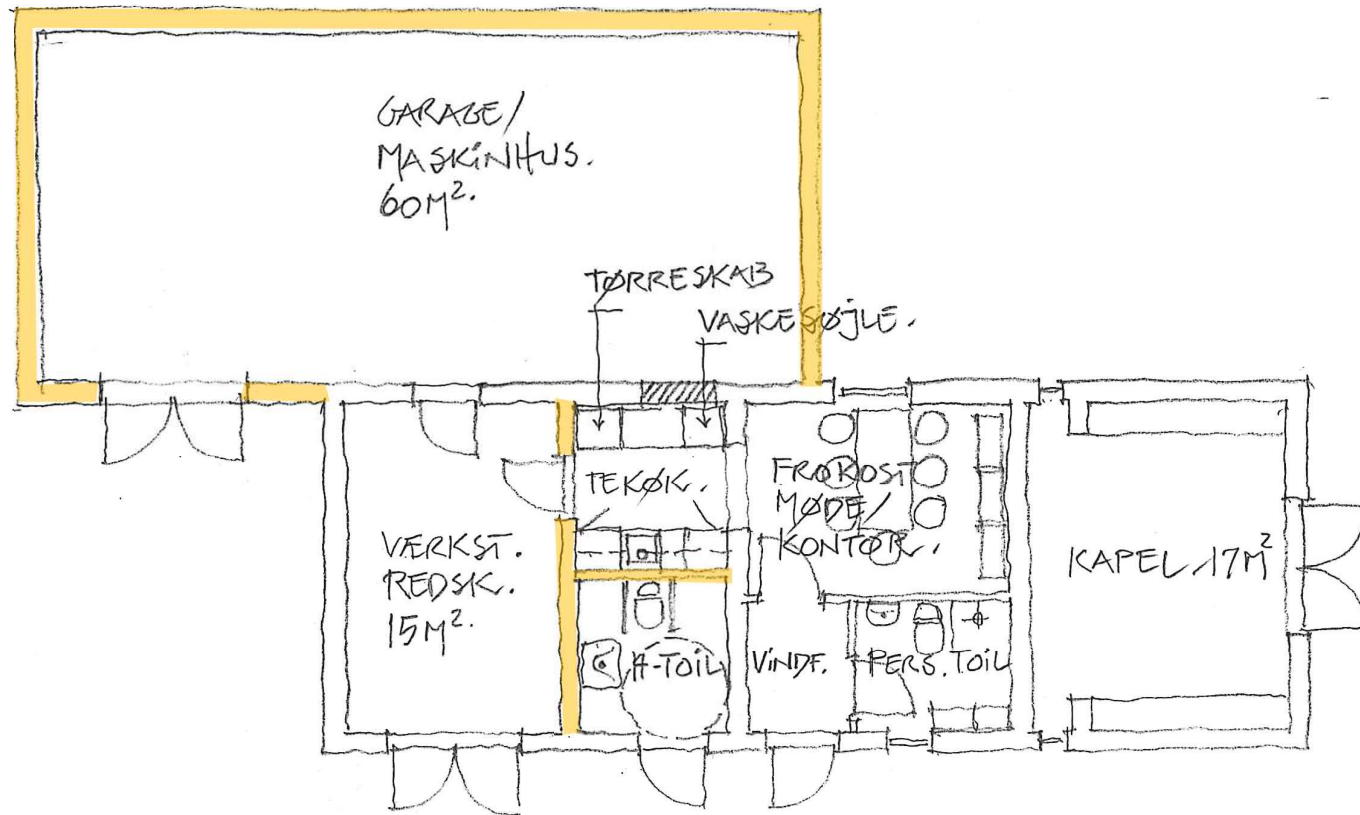 GARAGE/
MASKINHUS.
60M².
TØRRESKAB
VASKESØJLE.
TEKØK.
FROKOST
MØDE/
KONTOR.
VÆRKST.
REDSK.
15M².
KAPEL 17M²
H-TOIL
VINDF.
PERS. TOIL